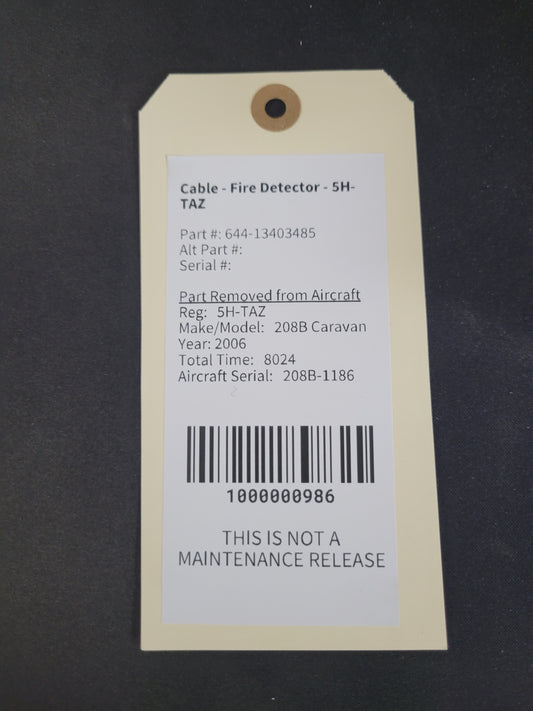 Cable - Fire Detector - 5H-
TAZ
Part #: 644-13403485
Alt Part #:
Serial #:
Part Removed from Aircraft
Reg: 5H-TAZ
Make/Model: 208B Caravan
Year: 2006
Total Time: 8024
Aircraft Serial: 208B-1186
1000000986
THIS IS NOT A
MAINTENANCE RELEASE